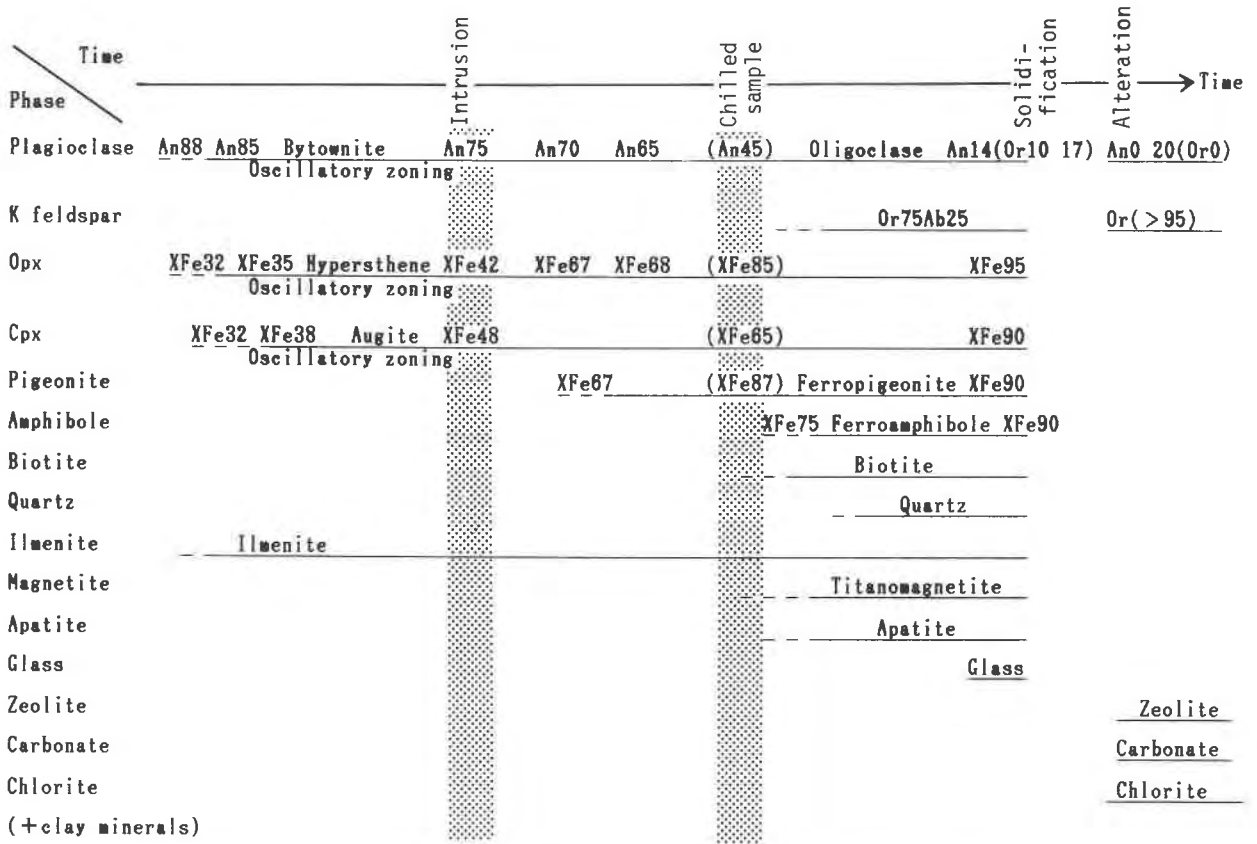 Time
Phase
Intrusion
Chilled sample
Solidi-
fication
Alteration
Time
Plagioclase An88 An85 Bytownite An75 An70 An65 (An45) Oligoclase An14(Or10 17) An0 20(Or0)
Oscillatory zoning
K feldspar Or75Ab25 Or(>95)
Opx XFe32 XFe35 Hypersthene XFe42 XFe67 XFe68 (XFe85) XFe95
Oscillatory zoning
Cpx XFe32 XFe38 Augite XFe48 (XFe65) XFe90
Oscillatory zoning
Pigeonite XFe67 (XFe87) Ferropigeonite XFe90
Amphibole XFe75 Ferroamphibole XFe90
Biotite Biotite
Quartz Quartz
Ilmenite Ilmenite
Magnetite Titanomagnetite
Apatite Apatite
Glass Glass
Zeolite Zeolite
Carbonate Carbonate
Chlorite Chlorite
(+clay minerals)